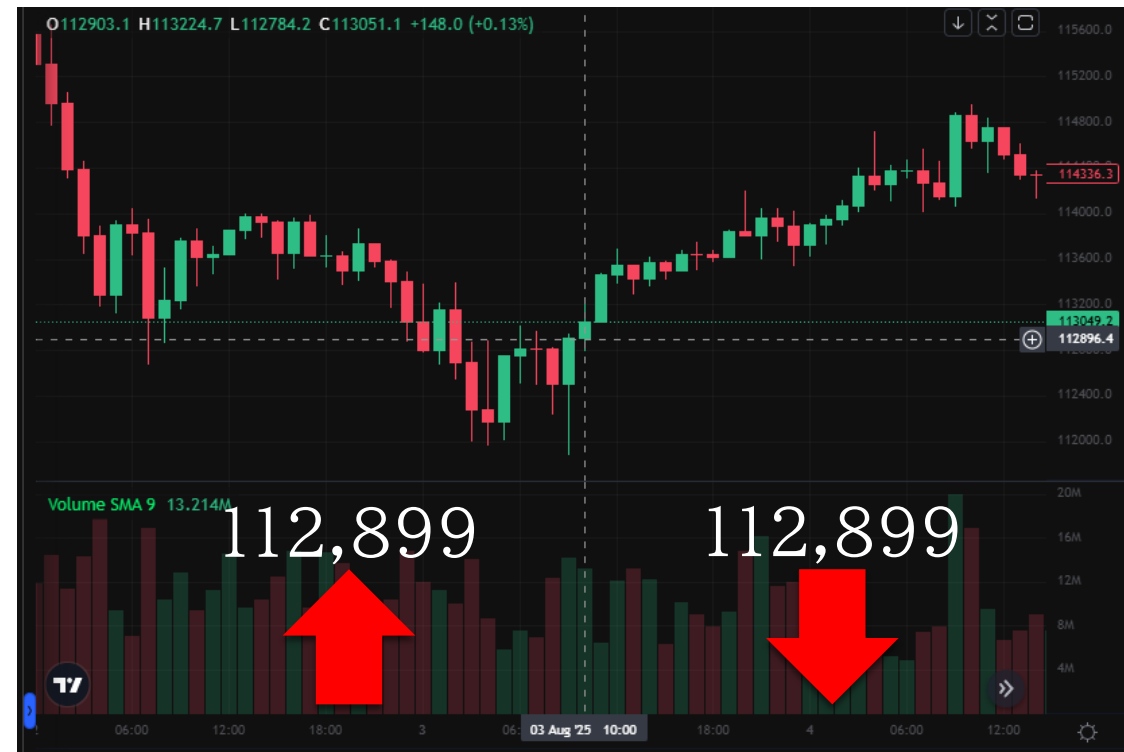 O112903.1 H113224.7 L112784.2 C113051.1 +148.0 (+0.13%)
115600.0
115200.0
114800.0
114336.3
114000.0
113600.0
113200.0
113049.2
112896.4
112400.0
112000.0
Volume SMA 9 13.214M
20M
112,899 112,899
16M
12M
8M
4M
06:00 12:00 18:00 3 03 Aug '25 10:00 18:00 4 06:00 12:00